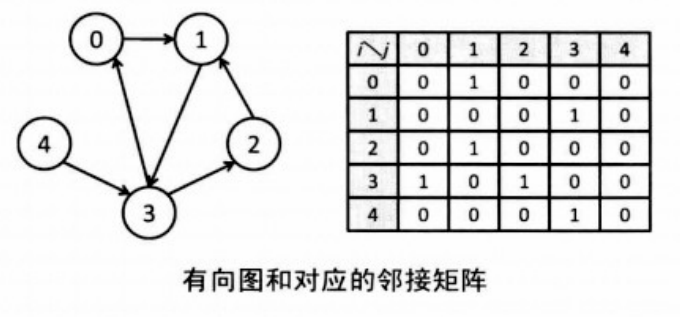 0 1
4 2
3
i\j 0 1 2 3 4
0 0 1 0 0 0
1 0 0 0 1 0
2 0 1 0 0 0
3 1 0 1 0 0
4 0 0 0 1 0
有向图和对应的邻接矩阵